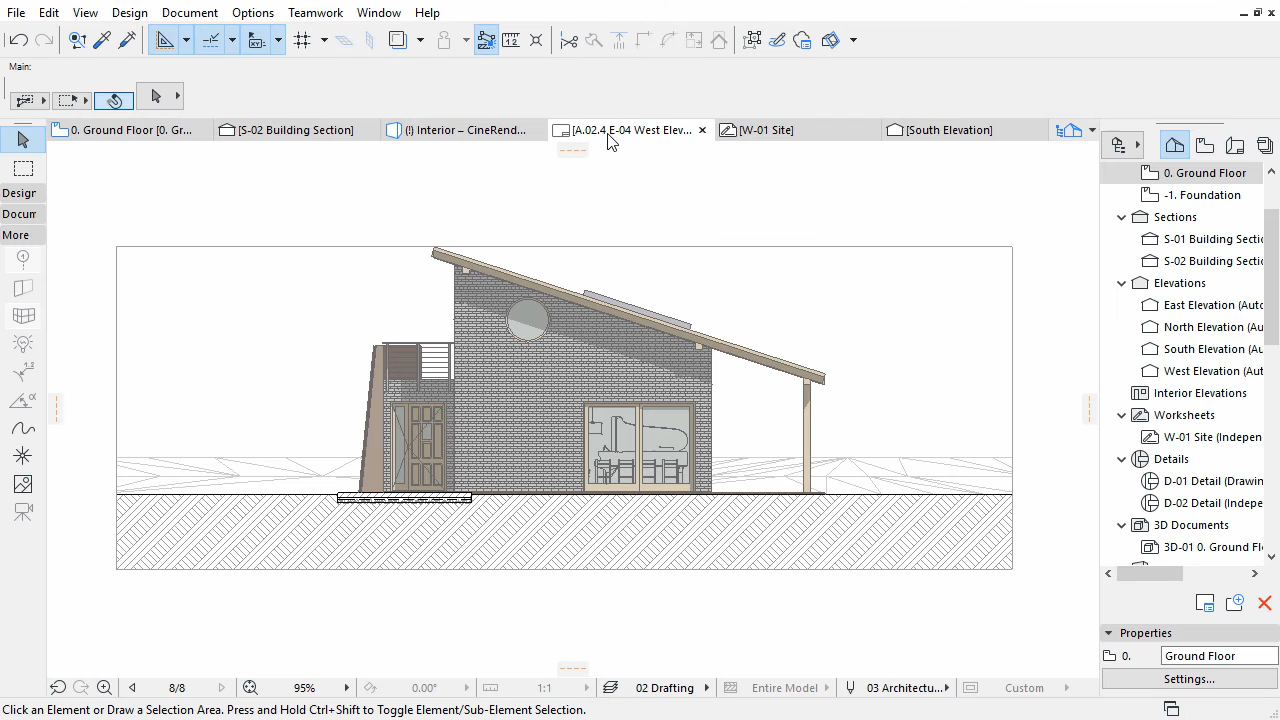 File Edit View Design Document Options Teamwork Window Help
Main:
0. Ground Floor [0. Gr... [S-02 Building Section] (!) Interior – CineRend... [A.02.4 E-04 West Elev... [W-01 Site] [South Elevation]
Design
Docum
More
0. Ground Floor
-1. Foundation
Sections
S-01 Building Sectio
S-02 Building Sectio
Elevations
East Elevation (Auto
North Elevation (Au
South Elevation (Au
West Elevation (Aut
Interior Elevations
Worksheets
W-01 Site (Indepen
Details
D-01 Detail (Drawin
D-02 Detail (Indepe
3D Documents
3D-01 0. Ground Flo
Properties
0. Ground Floor
Settings...
8/8 95% 0.00° 1:1 02 Drafting Entire Model 03 Architectu... Custom
Click an Element or Draw a Selection Area. Press and Hold Ctrl+Shift to Toggle Element/Sub-Element Selection.